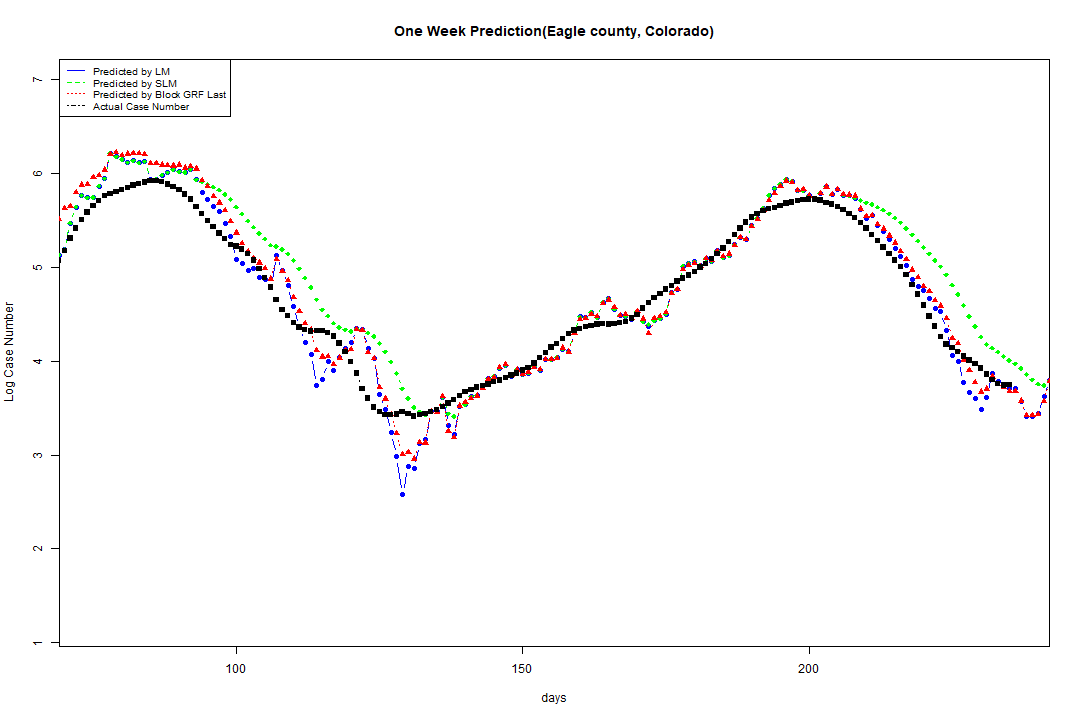 One Week Prediction(Eagle county, Colorado)
Predicted by LM
Predicted by SLM
Predicted by Block GRF Last
Actual Case Number
7
6
5
4
3
2
1
Log Case Number
100 150 200
days